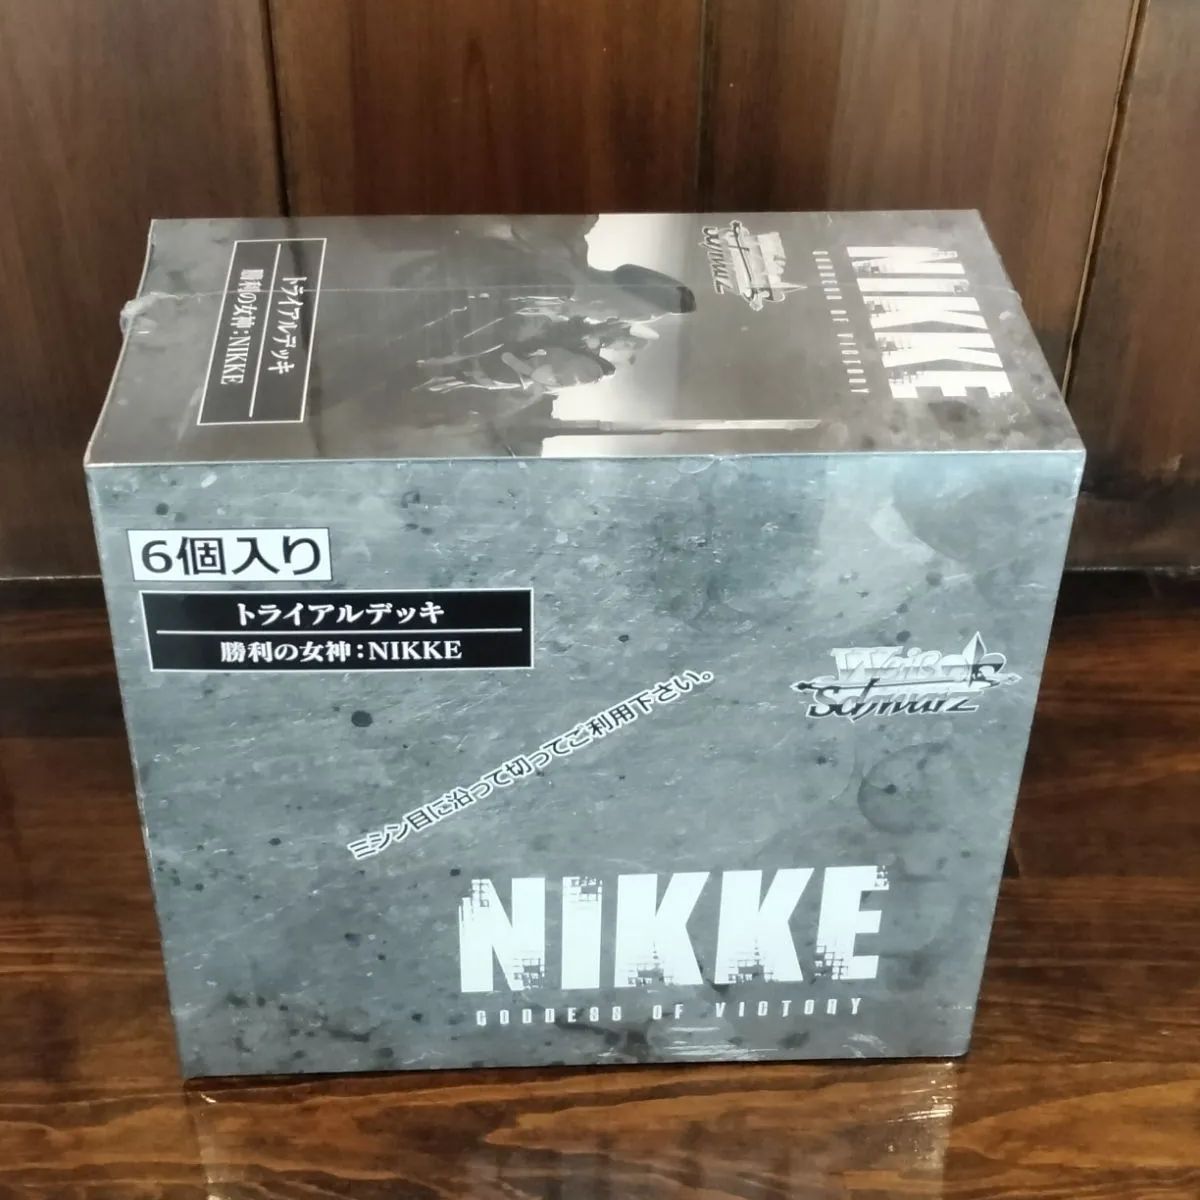 NIKKE
GODDESS OF VICTORY
Weiß Schwarz
トライアルデッキ
勝利の女神：NIKKE
6個入り
トライアルデッキ
勝利の女神：NIKKE
Weiß Schwarz
ミシン目に沿って切ってご利用下さい。
NIKKE
GODDESS OF VICTORY